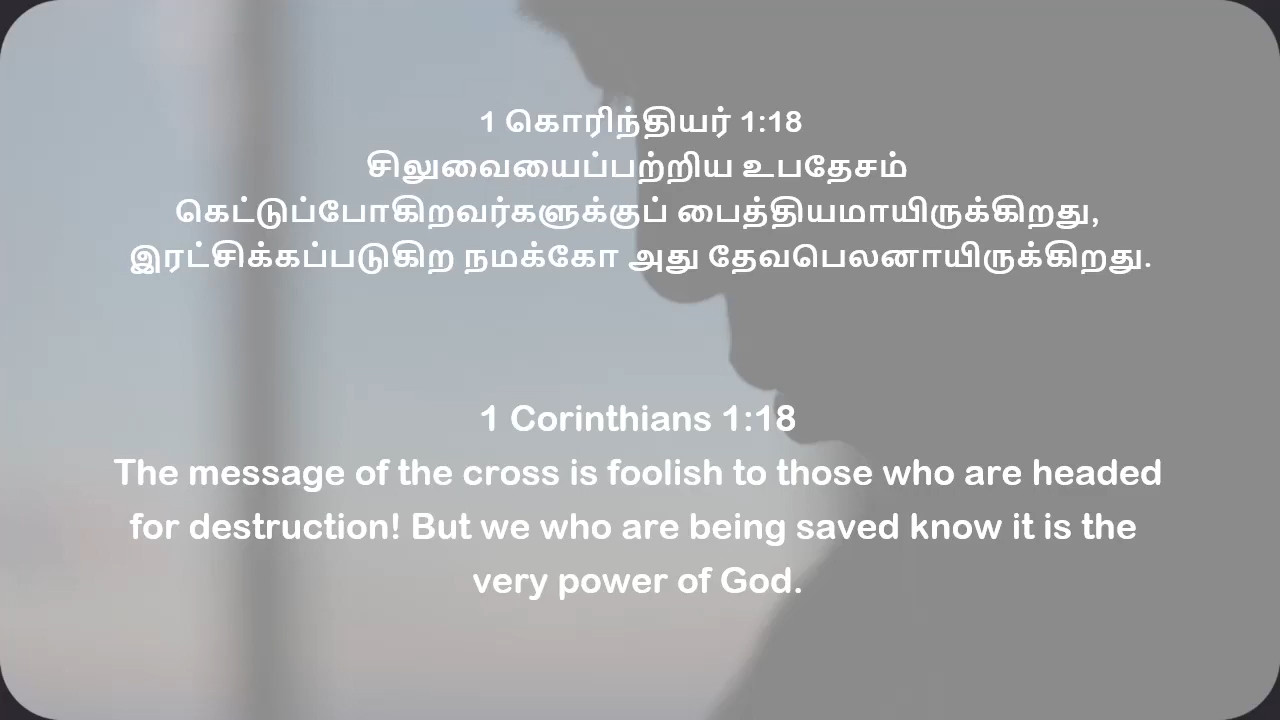 1 கொரிந்தியர் 1:18
சிலுவையைப்பற்றிய உபதேசம்
கெட்டுப்போகிறவர்களுக்குப் பைத்தியமாயிருக்கிறது,
இரட்சிக்கப்படுகிற நமக்கோ அது தேவபெலனாயிருக்கிறது.
1 Corinthians 1:18
The message of the cross is foolish to those who are headed
for destruction! But we who are being saved know it is the
very power of God.